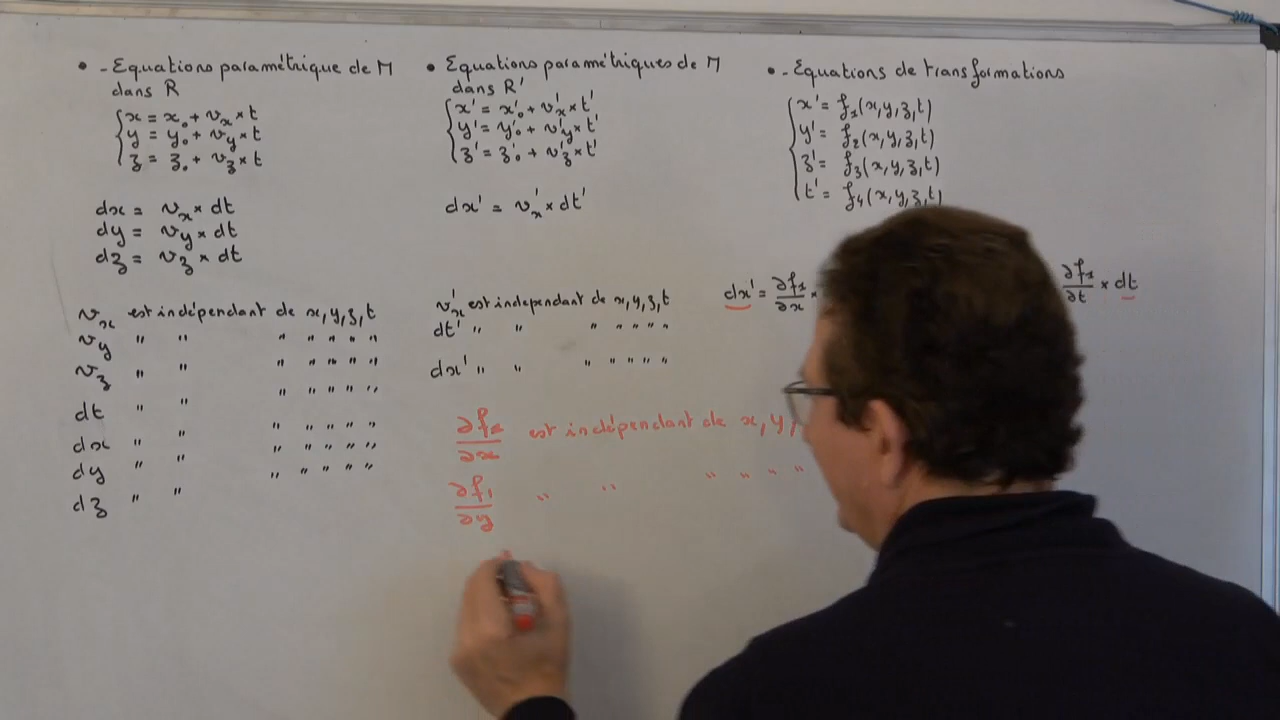 • - Equations paramétrique de M
dans R
x = x₀ + vₓ × t
y = y₀ + v_y × t
z = z₀ + v_z × t
dx = vₓ × dt
dy = v_y × dt
dz = v_z × dt
vₓ est indépendant de x, y, z, t
v_y " " " " " " "
v_z " " " " " " "
dt " " " " " " "
dx " " " " " " "
dy " " " " " " "
dz " " " " " " "
• Equations paramétriques de M
dans R'
x' = x'₀ + v'ₓ × t'
y' = y'₀ + v'_y × t'
z' = z'₀ + v'_z × t'
dx' = v'ₓ × dt'
v'ₓ est independant de x, y, z, t
dt' " " " " " " "
dx' " " " " " " "
∂f₁/∂x est indépendant de x, y,
∂f₁/∂y " " " " " "
• - Equations de transformations
x' = f₁(x, y, z, t)
y' = f₂(x, y, z, t)
z' = f₃(x, y, z, t)
t' = f₄(x, y, z, t)
dx' = ∂f₁/∂x × ∂f₁/∂t × dt